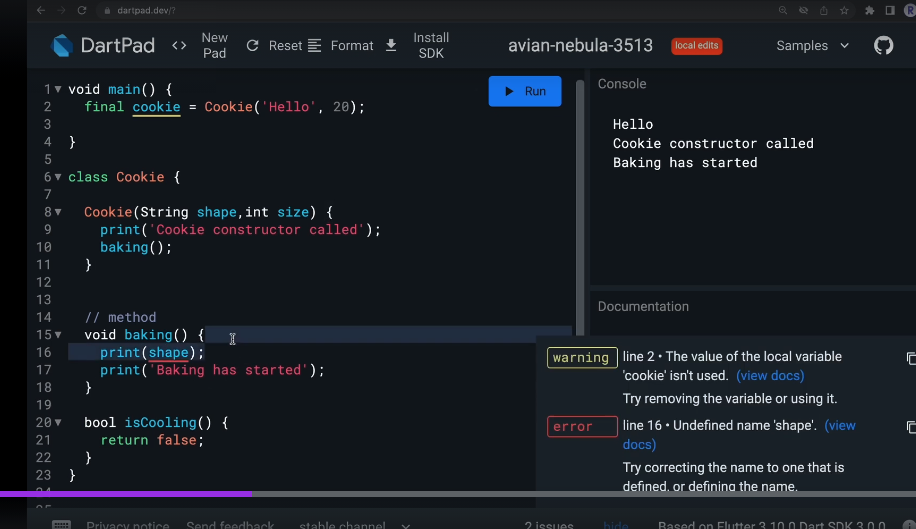 dartpad.dev/?
DartPad
<> New Pad
Reset
Format
Install SDK
avian-nebula-3513
local edits
Samples
1 void main() {
2 final cookie = Cookie('Hello', 20);
3
4 }
5
6 class Cookie {
7
8 Cookie(String shape,int size) {
9 print('Cookie constructor called');
10 baking();
11 }
12
13
14 // method
15 void baking() {
16 print(shape);
17 print('Baking has started');
18 }
19
20 bool isCooling() {
21 return false;
22 }
23 }
24
25
Run
Console
Hello
Cookie constructor called
Baking has started
Documentation
warning line 2 • The value of the local variable
'cookie' isn't used. (view docs)
Try removing the variable or using it.
error line 16 • Undefined name 'shape'. (view
docs)
Try correcting the name to one that is
defined, or defining the name.
Privacy notice Send feedback stable channel 2 issues hide Based on Flutter 3.10.0 Dart SDK 3.0.0